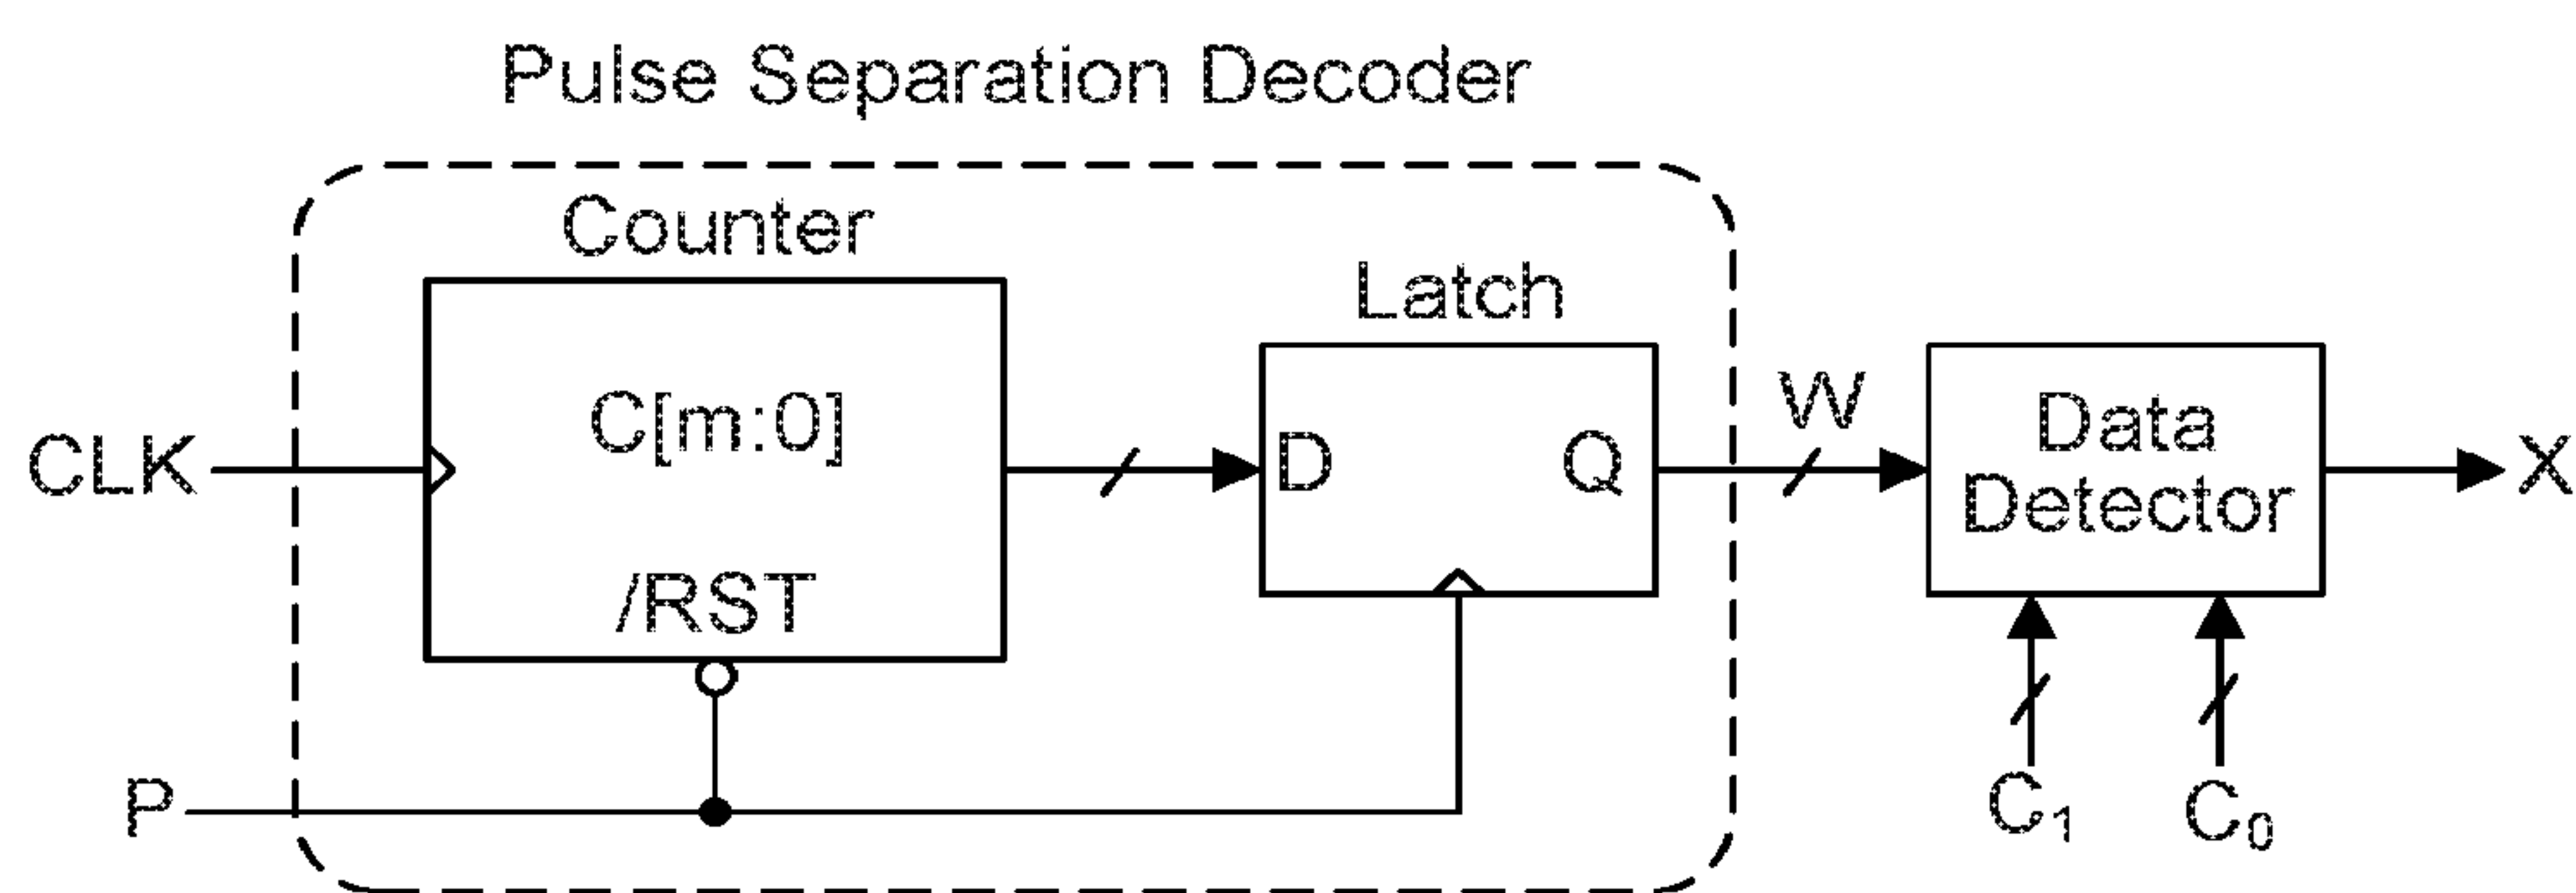 Pulse Separation Decoder
Counter
Latch
C[m:0]
W
Data
Detector
CLK
D
Q
X
/RST
P
C₁
C₀